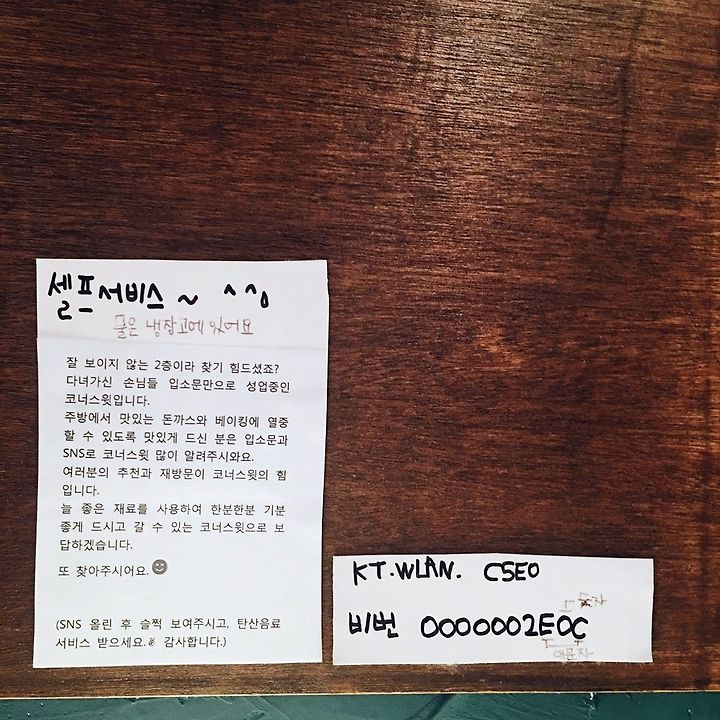 셀프서비스~ ^^;
물은 냉장고에 있어요
잘 보이지 않는 2층이라 찾기 힘드셨죠?
다녀가신 손님들 입소문만으로 성업중인
코너스윗입니다.
주방에서 맛있는 돈까스와 베이킹에 열중
할 수 있도록 맛있게 드신 분은 입소문과
SNS로 코너스윗 많이 알려주시와요.
여러분의 추천과 재방문이 코너스윗의 힘
입니다.
늘 좋은 재료를 사용하여 한분한분 기분
좋게 드시고 갈 수 있는 코너스윗으로 보
답하겠습니다.
또 찾아주시어요.
(SNS 올린 후 슬쩍 보여주시고, 탄산음료
서비스 받으세요.✌ 감사합니다.)
KT.WLAN. C5E0
비번 0000002E0C
대문자